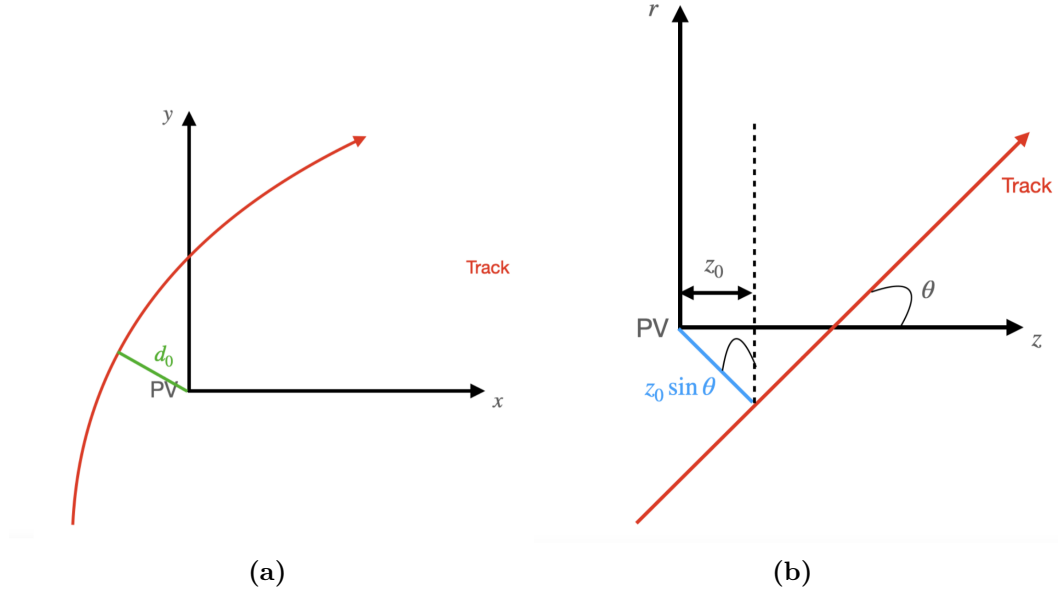 y
Track
d₀
PV
x
(a)
r
Track
z₀
θ
PV
z
z₀ sin θ
(b)